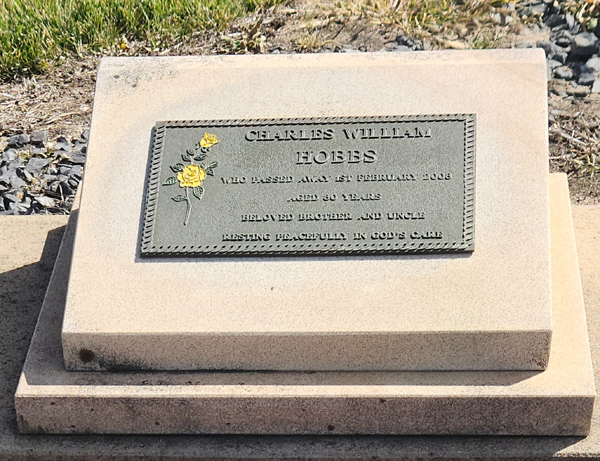 CHARLES WILLIAM
HOBBS
WHO PASSED AWAY 1ST FEBRUARY 2008
AGED 60 YEARS
BELOVED BROTHER AND UNCLE
RESTING PEACEFULLY IN GOD'S CARE